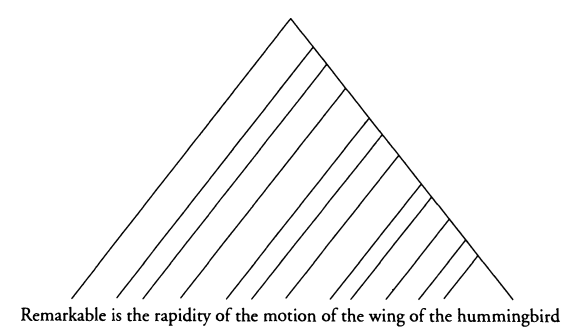 Remarkable is the rapidity of the motion of the wing of the hummingbird